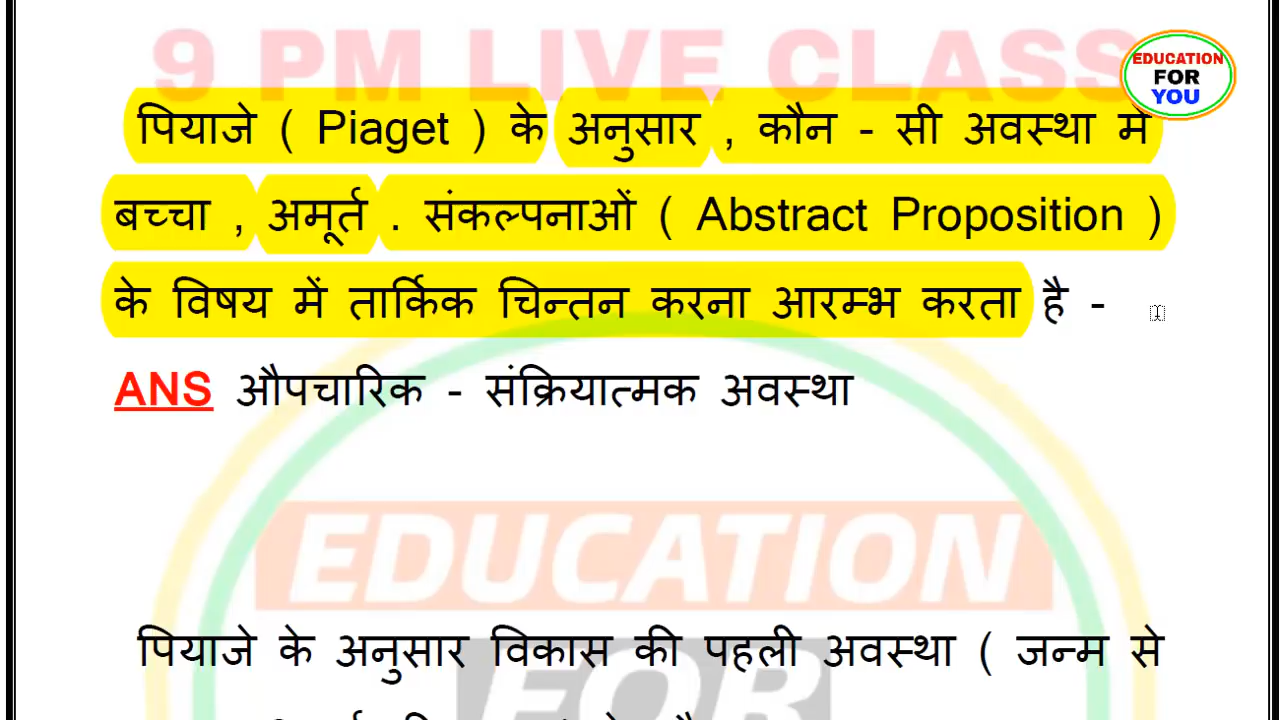 9 PM LIVE CLASS
EDUCATION
FOR
YOU
पियाजे ( Piaget ) के अनुसार , कौन - सी अवस्था में
बच्चा , अमूर्त . संकल्पनाओं ( Abstract Proposition )
के विषय में तार्किक चिन्तन करना आरम्भ करता है -
ANS औपचारिक - संक्रियात्मक अवस्था
EDUCATION
FOR
पियाजे के अनुसार विकास की पहली अवस्था ( जन्म से